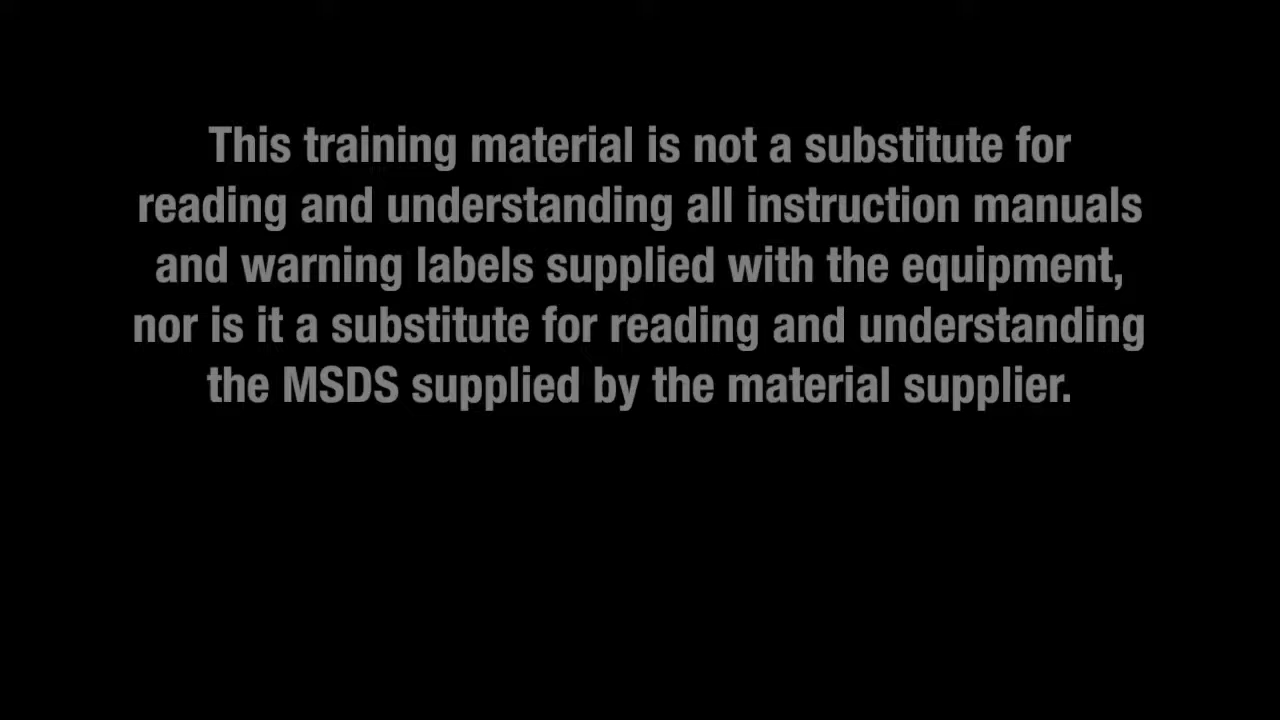 This training material is not a substitute for
reading and understanding all instruction manuals
and warning labels supplied with the equipment,
nor is it a substitute for reading and understanding
the MSDS supplied by the material supplier.